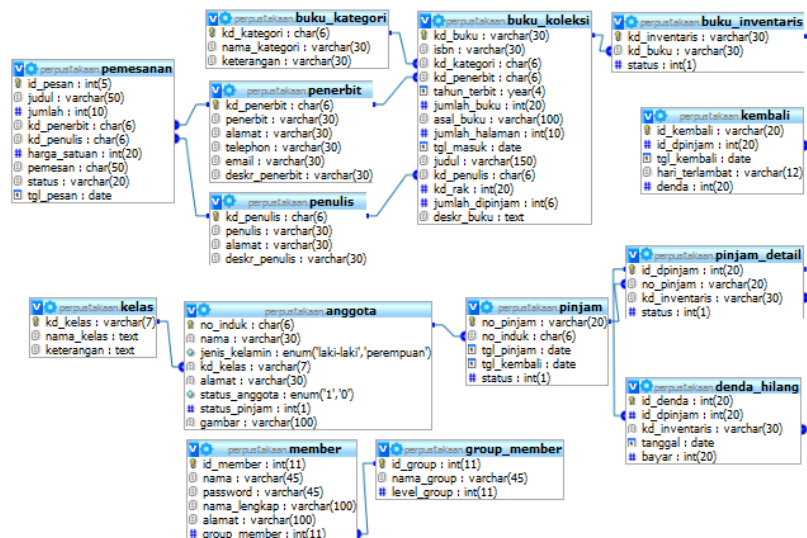 perpustakaan.buku_kategori
kd_kategori : char(6)
nama_kategori : varchar(30)
keterangan : varchar(30)
perpustakaan.buku_koleksi
kd_buku : varchar(30)
isbn : varchar(30)
kd_kategori : char(6)
kd_penerbit : char(6)
tahun_terbit : year(4)
jumlah_buku : int(20)
asal_buku : varchar(100)
jumlah_halaman : int(10)
tgl_masuk : date
judul : varchar(150)
kd_penulis : char(6)
kd_rak : int(20)
jumlah_dipinjam : int(6)
deskr_buku : text
perpustakaan.buku_inventaris
kd_inventaris : varchar(30)
kd_buku : varchar(30)
status : int(1)
perpustakaan.pemesanan
id_pesan : int(5)
judul : varchar(50)
jumlah : int(10)
kd_penerbit : char(6)
kd_penulis : char(6)
harga_satuan : int(20)
pemesan : char(50)
status : varchar(20)
tgl_pesan : date
perpustakaan.penerbit
kd_penerbit : char(6)
penerbit : varchar(30)
alamat : varchar(30)
telephon : varchar(30)
email : varchar(30)
deskr_penerbit : varchar(30)
perpustakaan.kembali
id_kembali : varchar(20)
id_dpinjam : int(20)
tgl_kembali : date
hari_terlambat : varchar(12)
denda : int(20)
perpustakaan.penulis
kd_penulis : char(6)
penulis : varchar(30)
alamat : varchar(30)
deskr_penulis : varchar(30)
perpustakaan.pinjam_detail
id_dpinjam : int(20)
no_pinjam : varchar(20)
kd_inventaris : varchar(30)
status : int(1)
perpustakaan.kelas
kd_kelas : varchar(7)
nama_kelas : text
keterangan : text
perpustakaan.anggota
no_induk : char(6)
nama : varchar(30)
jenis_kelamin : enum('laki-laki','perempuan')
kd_kelas : varchar(7)
alamat : varchar(30)
status_anggota : enum('1','0')
status_pinjam : int(1)
gambar : varchar(100)
perpustakaan.pinjam
no_pinjam : varchar(20)
no_induk : char(6)
tgl_pinjam : date
tgl_kembali : date
status : int(1)
perpustakaan.denda_hilang
id_denda : int(20)
id_dpinjam : int(20)
kd_inventaris : varchar(30)
tanggal : date
bayar : int(20)
perpustakaan.member
id_member : int(11)
nama : varchar(45)
password : varchar(45)
nama_lengkap : varchar(100)
alamat : varchar(100)
group_member : int(11)
perpustakaan.group_member
id_group : int(11)
nama_group : varchar(45)
level_group : int(11)